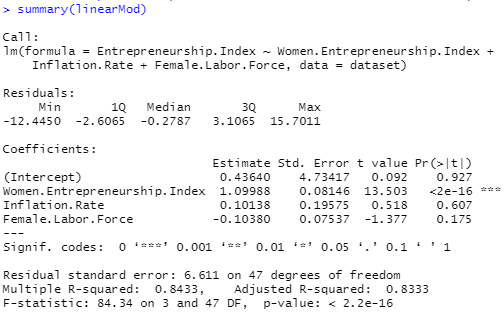 > summary(linearMod)
Call:
lm(formula = Entrepreneurship.Index ~ Women.Entrepreneurship.Index +
    Inflation.Rate + Female.Labor.Force, data = dataset)
Residuals:
     Min       1Q   Median       3Q      Max
-12.4450  -2.6065  -0.2787   3.1065  15.7011
Coefficients:
                             Estimate Std. Error t value Pr(>|t|)
(Intercept)                   0.43640    4.73417   0.092    0.927
Women.Entrepreneurship.Index  1.09988    0.08146  13.503   <2e-16 ***
Inflation.Rate                0.10138    0.19575   0.518    0.607
Female.Labor.Force           -0.10380    0.07537  -1.377    0.175
---
Signif. codes:  0 ‘***’ 0.001 ‘**’ 0.01 ‘*’ 0.05 ‘.’ 0.1 ‘ ’ 1
Residual standard error: 6.611 on 47 degrees of freedom
Multiple R-squared:  0.8433,    Adjusted R-squared:  0.8333
F-statistic: 84.34 on 3 and 47 DF,  p-value: < 2.2e-16